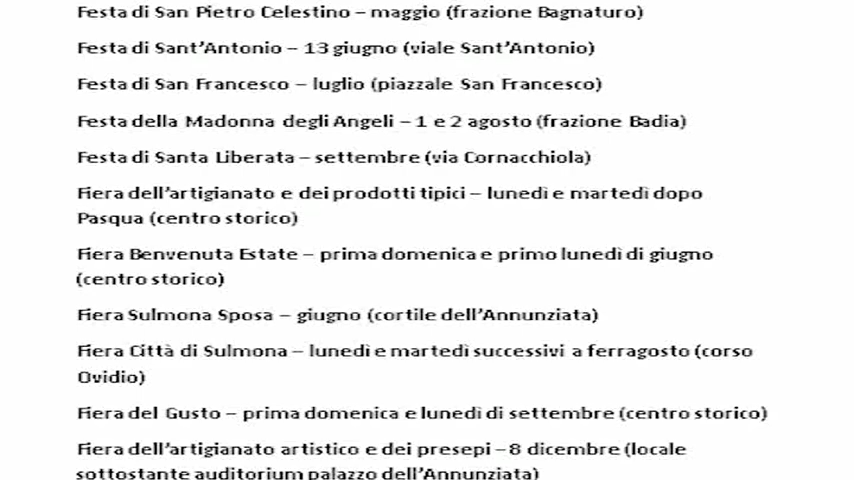 Festa di San Pietro Celestino – maggio (frazione Bagnaturo)
Festa di Sant’Antonio – 13 giugno (viale Sant’Antonio)
Festa di San Francesco – luglio (piazzale San Francesco)
Festa della Madonna degli Angeli – 1 e 2 agosto (frazione Badia)
Festa di Santa Liberata – settembre (via Cornacchiola)
Fiera dell’artigianato e dei prodotti tipici – lunedì e martedì dopo
Pasqua (centro storico)
Fiera Benvenuta Estate – prima domenica e primo lunedì di giugno
(centro storico)
Fiera Sulmona Sposa – giugno (cortile dell’Annunziata)
Fiera Città di Sulmona – lunedì e martedì successivi a ferragosto (corso
Ovidio)
Fiera del Gusto – prima domenica e lunedì di settembre (centro storico)
Fiera dell’artigianato artistico e dei presepi –8 dicembre (locale
sottostante auditorium palazzo dell’Annunziata)